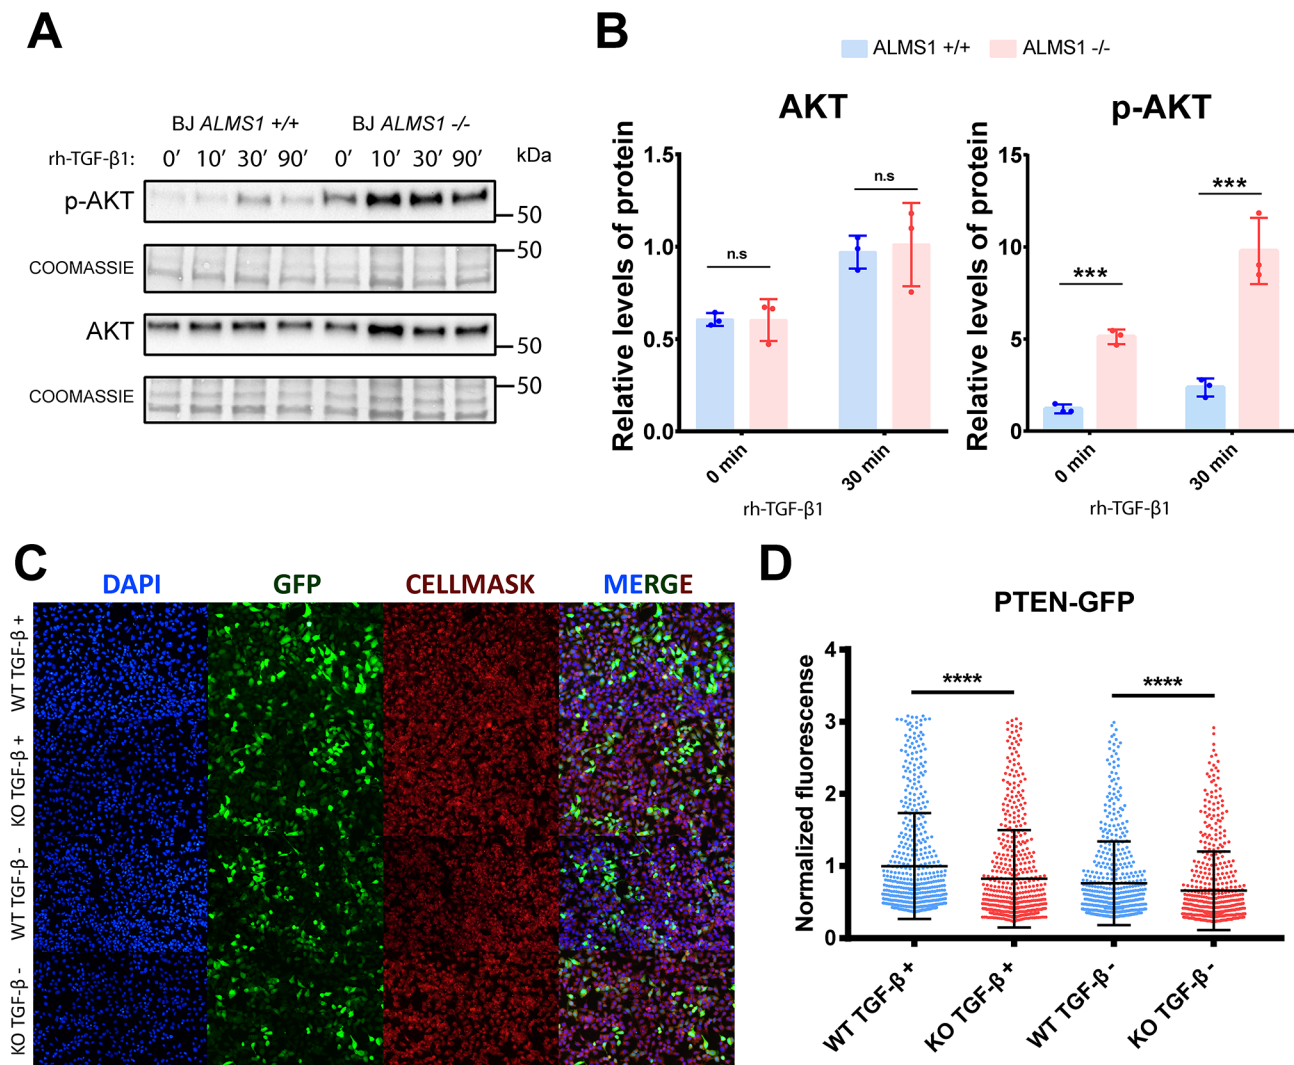 A
BJ ALMS1 +/+ BJ ALMS1 -/-
rh-TGF-β1: 0’ 10’ 30’ 90’ 0’ 10’ 30’ 90’ kDa
p-AKT
50
COOMASSIE
50
AKT
50
COOMASSIE
50
B
ALMS1 +/+ ALMS1 -/-
AKT
Relative levels of protein
1.5
1.0
0.5
0.0
n.s
n.s
0 min
30 min
rh-TGF-β1
p-AKT
Relative levels of protein
15
10
5
0
***
***
0 min
30 min
rh-TGF-β1
C
DAPI GFP CELLMASK MERGE
WT TGF-β +
KO TGF-β +
WT TGF-β -
KO TGF-β -
D
PTEN-GFP
Normalized fluorescense
4
3
2
1
0
****
****
WT TGF-β +
KO TGF-β +
WT TGF-β -
KO TGF-β -